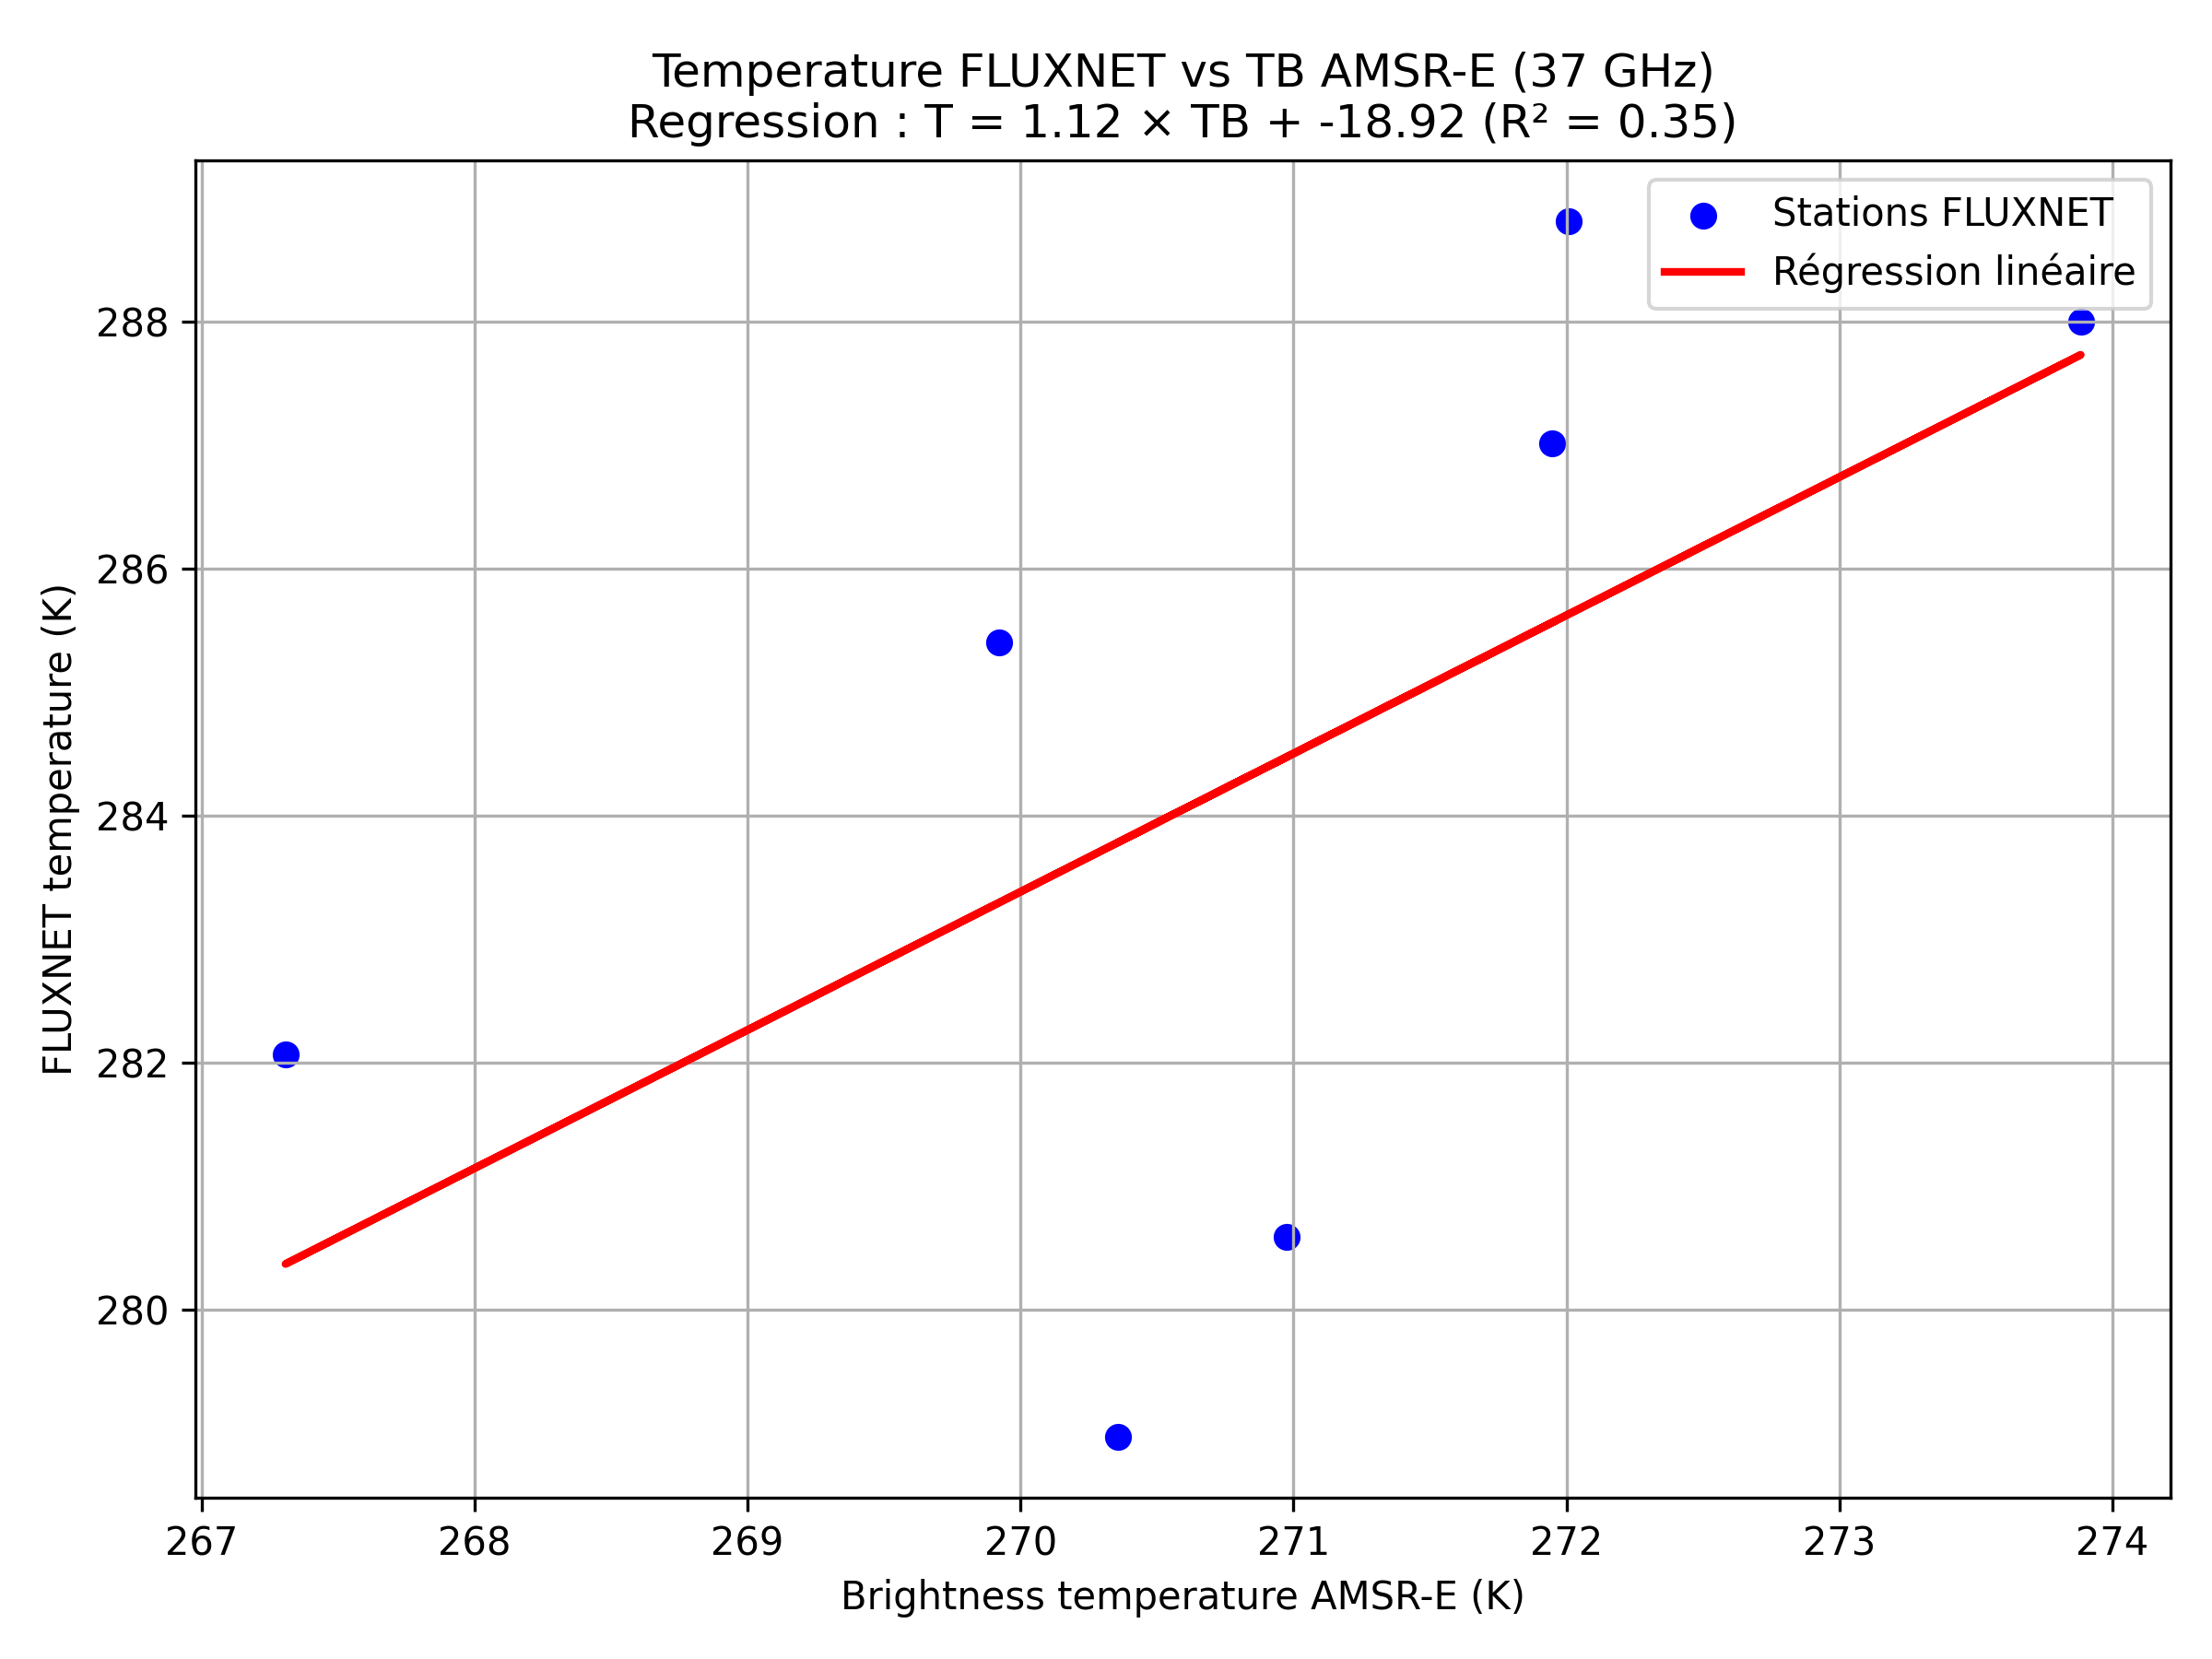 Temperature FLUXNET vs TB AMSR-E (37 GHz)
Regression : T = 1.12 × TB + -18.92 (R² = 0.35)
Stations FLUXNET
Régression linéaire
FLUXNET temperature (K)
288
286
284
282
280
267 268 269 270 271 272 273 274
Brightness temperature AMSR-E (K)